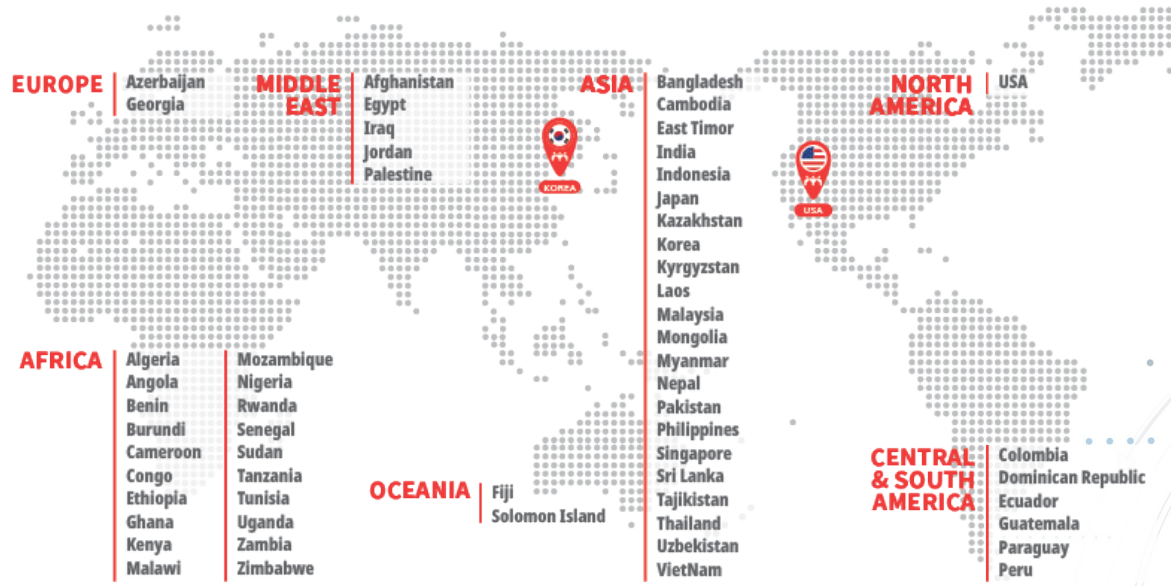 EUROPE
Azerbaijan
Georgia
MIDDLE
EAST
Afghanistan
Egypt
Iraq
Jordan
Palestine
KOREA
ASIA
Bangladesh
Cambodia
East Timor
India
Indonesia
Japan
Kazakhstan
Korea
Kyrgyzstan
Laos
Malaysia
Mongolia
Myanmar
Nepal
Pakistan
Philippines
Singapore
Sri Lanka
Tajikistan
Thailand
Uzbekistan
VietNam
NORTH
AMERICA
USA
USA
AFRICA
Algeria
Angola
Benin
Burundi
Cameroon
Congo
Ethiopia
Ghana
Kenya
Malawi
Mozambique
Nigeria
Rwanda
Senegal
Sudan
Tanzania
Tunisia
Uganda
Zambia
Zimbabwe
OCEANIA
Fiji
Solomon Island
CENTRAL
& SOUTH
AMERICA
Colombia
Dominican Republic
Ecuador
Guatemala
Paraguay
Peru